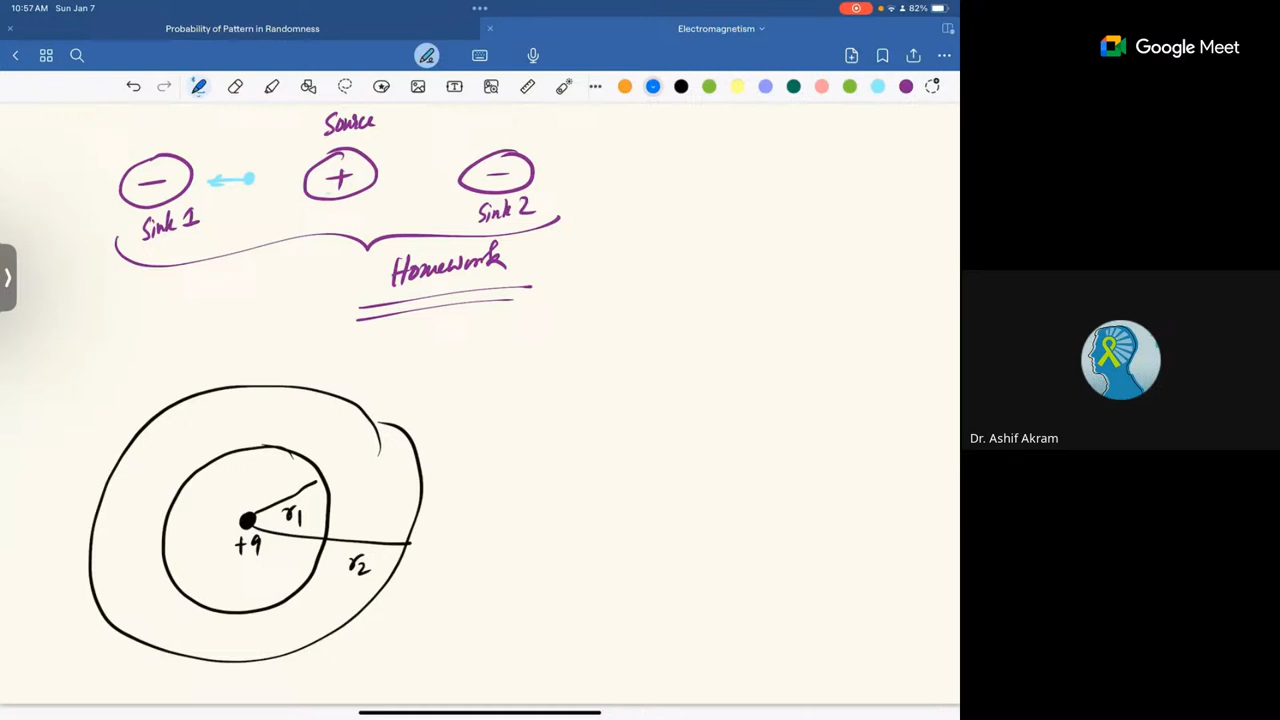 10:57 AM Sun Jan 7
82%
Probability of Pattern in Randomness
Electromagnetism
Google Meet
Source
Sink 1
Sink 2
Homework
r1
+q
r2
Dr. Ashif Akram